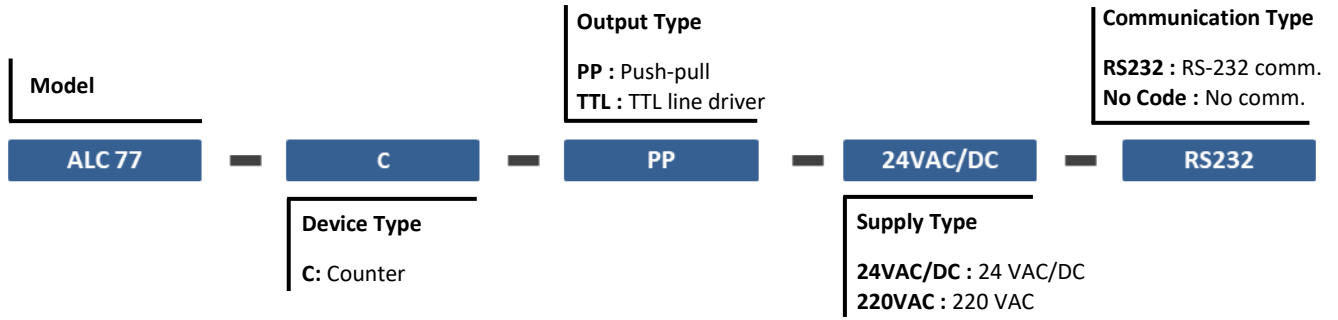 Output Type
PP : Push-pull
TTL : TTL line driver
Communication Type
RS232 : RS-232 comm.
No Code : No comm.
Model
ALC 77 — C — PP — 24VAC/DC — RS232
Device Type
C: Counter
Supply Type
24VAC/DC : 24 VAC/DC
220VAC : 220 VAC